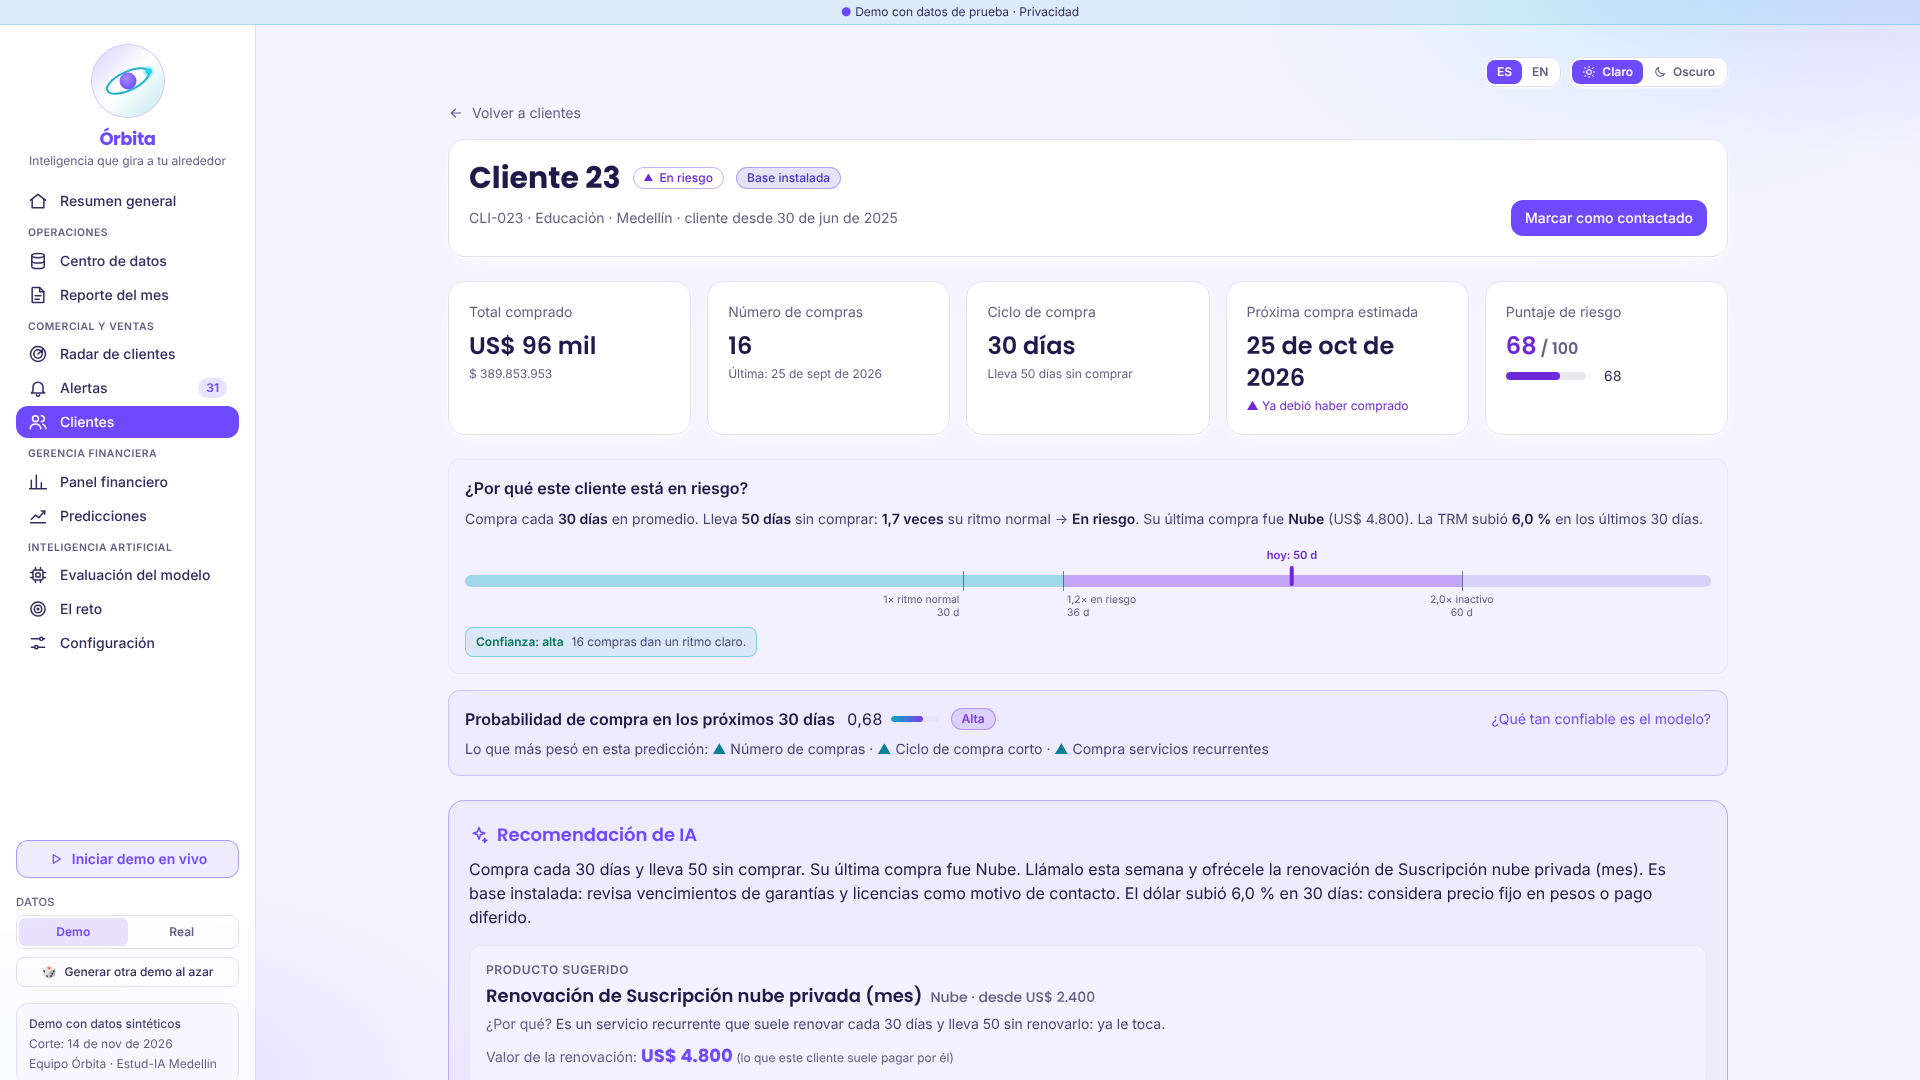 Demo con datos de prueba · Privacidad
Órbita
Inteligencia que gira a tu alrededor
Resumen general
OPERACIONES
Centro de datos
Reporte del mes
COMERCIAL Y VENTAS
Radar de clientes
Alertas 31
Clientes
GERENCIA FINANCIERA
Panel financiero
Predicciones
INTELIGENCIA ARTIFICIAL
Evaluación del modelo
El reto
Configuración
Iniciar demo en vivo
DATOS
Demo Real
Generar otra demo al azar
Demo con datos sintéticos
Corte: 14 de nov de 2026
Equipo Órbita · Estud-IA Medellín
ES EN Claro Oscuro
← Volver a clientes
Cliente 23 ▲ En riesgo Base instalada
CLI-023 · Educación · Medellín · cliente desde 30 de jun de 2025
Marcar como contactado
Total comprado
US$ 96 mil
$ 389.853.953
Número de compras
16
Última: 25 de sept de 2026
Ciclo de compra
30 días
Lleva 50 días sin comprar
Próxima compra estimada
25 de oct de
2026
▲ Ya debió haber comprado
Puntaje de riesgo
68 / 100
68
¿Por qué este cliente está en riesgo?
Compra cada 30 días en promedio. Lleva 50 días sin comprar: 1,7 veces su ritmo normal → En riesgo. Su última compra fue Nube (US$ 4.800). La TRM subió 6,0 % en los últimos 30 días.
hoy: 50 d
1× ritmo normal
30 d
1,2× en riesgo
36 d
2,0× inactivo
60 d
Confianza: alta 16 compras dan un ritmo claro.
Probabilidad de compra en los próximos 30 días 0,68 Alta
¿Qué tan confiable es el modelo?
Lo que más pesó en esta predicción: ▲ Número de compras · ▲ Ciclo de compra corto · ▲ Compra servicios recurrentes
Recomendación de IA
Compra cada 30 días y lleva 50 sin comprar. Su última compra fue Nube. Llámalo esta semana y ofrécele la renovación de Suscripción nube privada (mes). Es
base instalada: revisa vencimientos de garantías y licencias como motivo de contacto. El dólar subió 6,0 % en 30 días: considera precio fijo en pesos o pago
diferido.
PRODUCTO SUGERIDO
Renovación de Suscripción nube privada (mes) Nube · desde US$ 2.400
¿Por qué? Es un servicio recurrente que suele renovar cada 30 días y lleva 50 sin renovarlo: ya le toca.
Valor de la renovación: US$ 4.800 (lo que este cliente suele pagar por él)